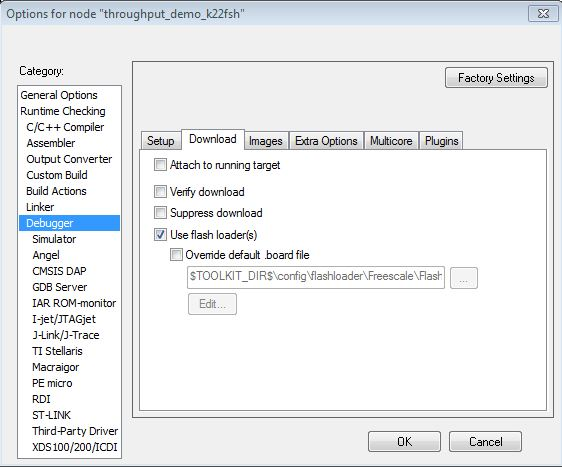 Options for node "throughput_demo_k22fsh"
Category:
Factory Settings
General Options
Runtime Checking
C/C++ Compiler
Assembler
Output Converter
Custom Build
Build Actions
Linker
Debugger
Simulator
Angel
CMSIS DAP
GDB Server
IAR ROM-monitor
I-jet/JTAGjet
J-Link/J-Trace
TI Stellaris
Macraigor
PE micro
RDI
ST-LINK
Third-Party Driver
XDS100/200/ICDI
Setup Download Images Extra Options Multicore Plugins
Attach to running target
Verify download
Suppress download
Use flash loader(s)
Override default .board file
$TOOLKIT_DIR$\config\flashloader\Freescale\Flash
...
Edit...
OK Cancel